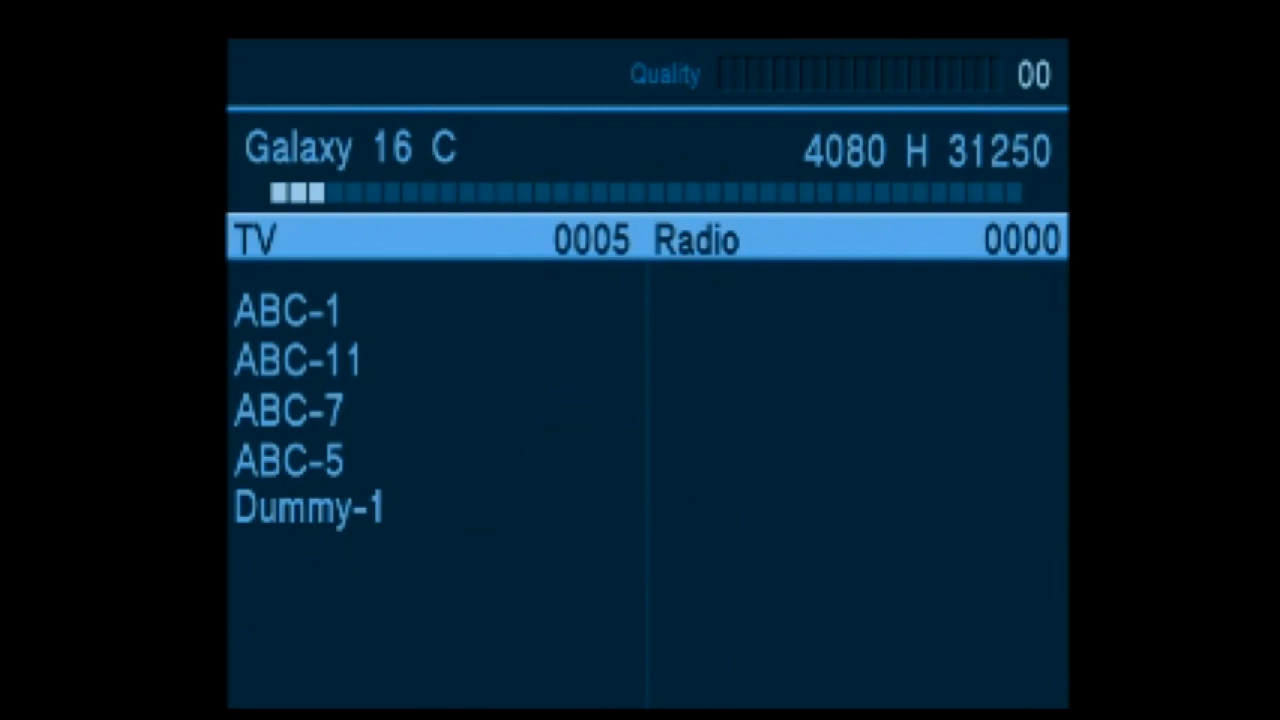 Quality 00
Galaxy 16 C 4080 H 31250
TV 0005 Radio 0000
ABC-1
ABC-11
ABC-7
ABC-5
Dummy-1